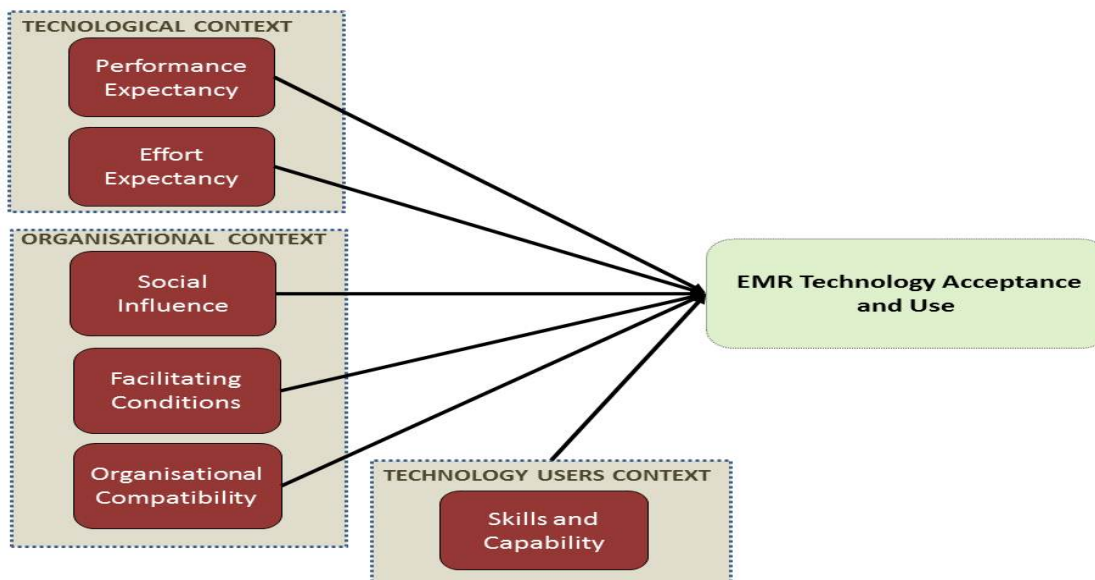 TECNOLOGICAL CONTEXT
Performance
Expectancy
Effort
Expectancy
ORGANISATIONAL CONTEXT
Social
Influence
Facilitating
Conditions
Organisational
Compatibility
TECHNOLOGY USERS CONTEXT
Skills and
Capability
EMR Technology Acceptance
and Use